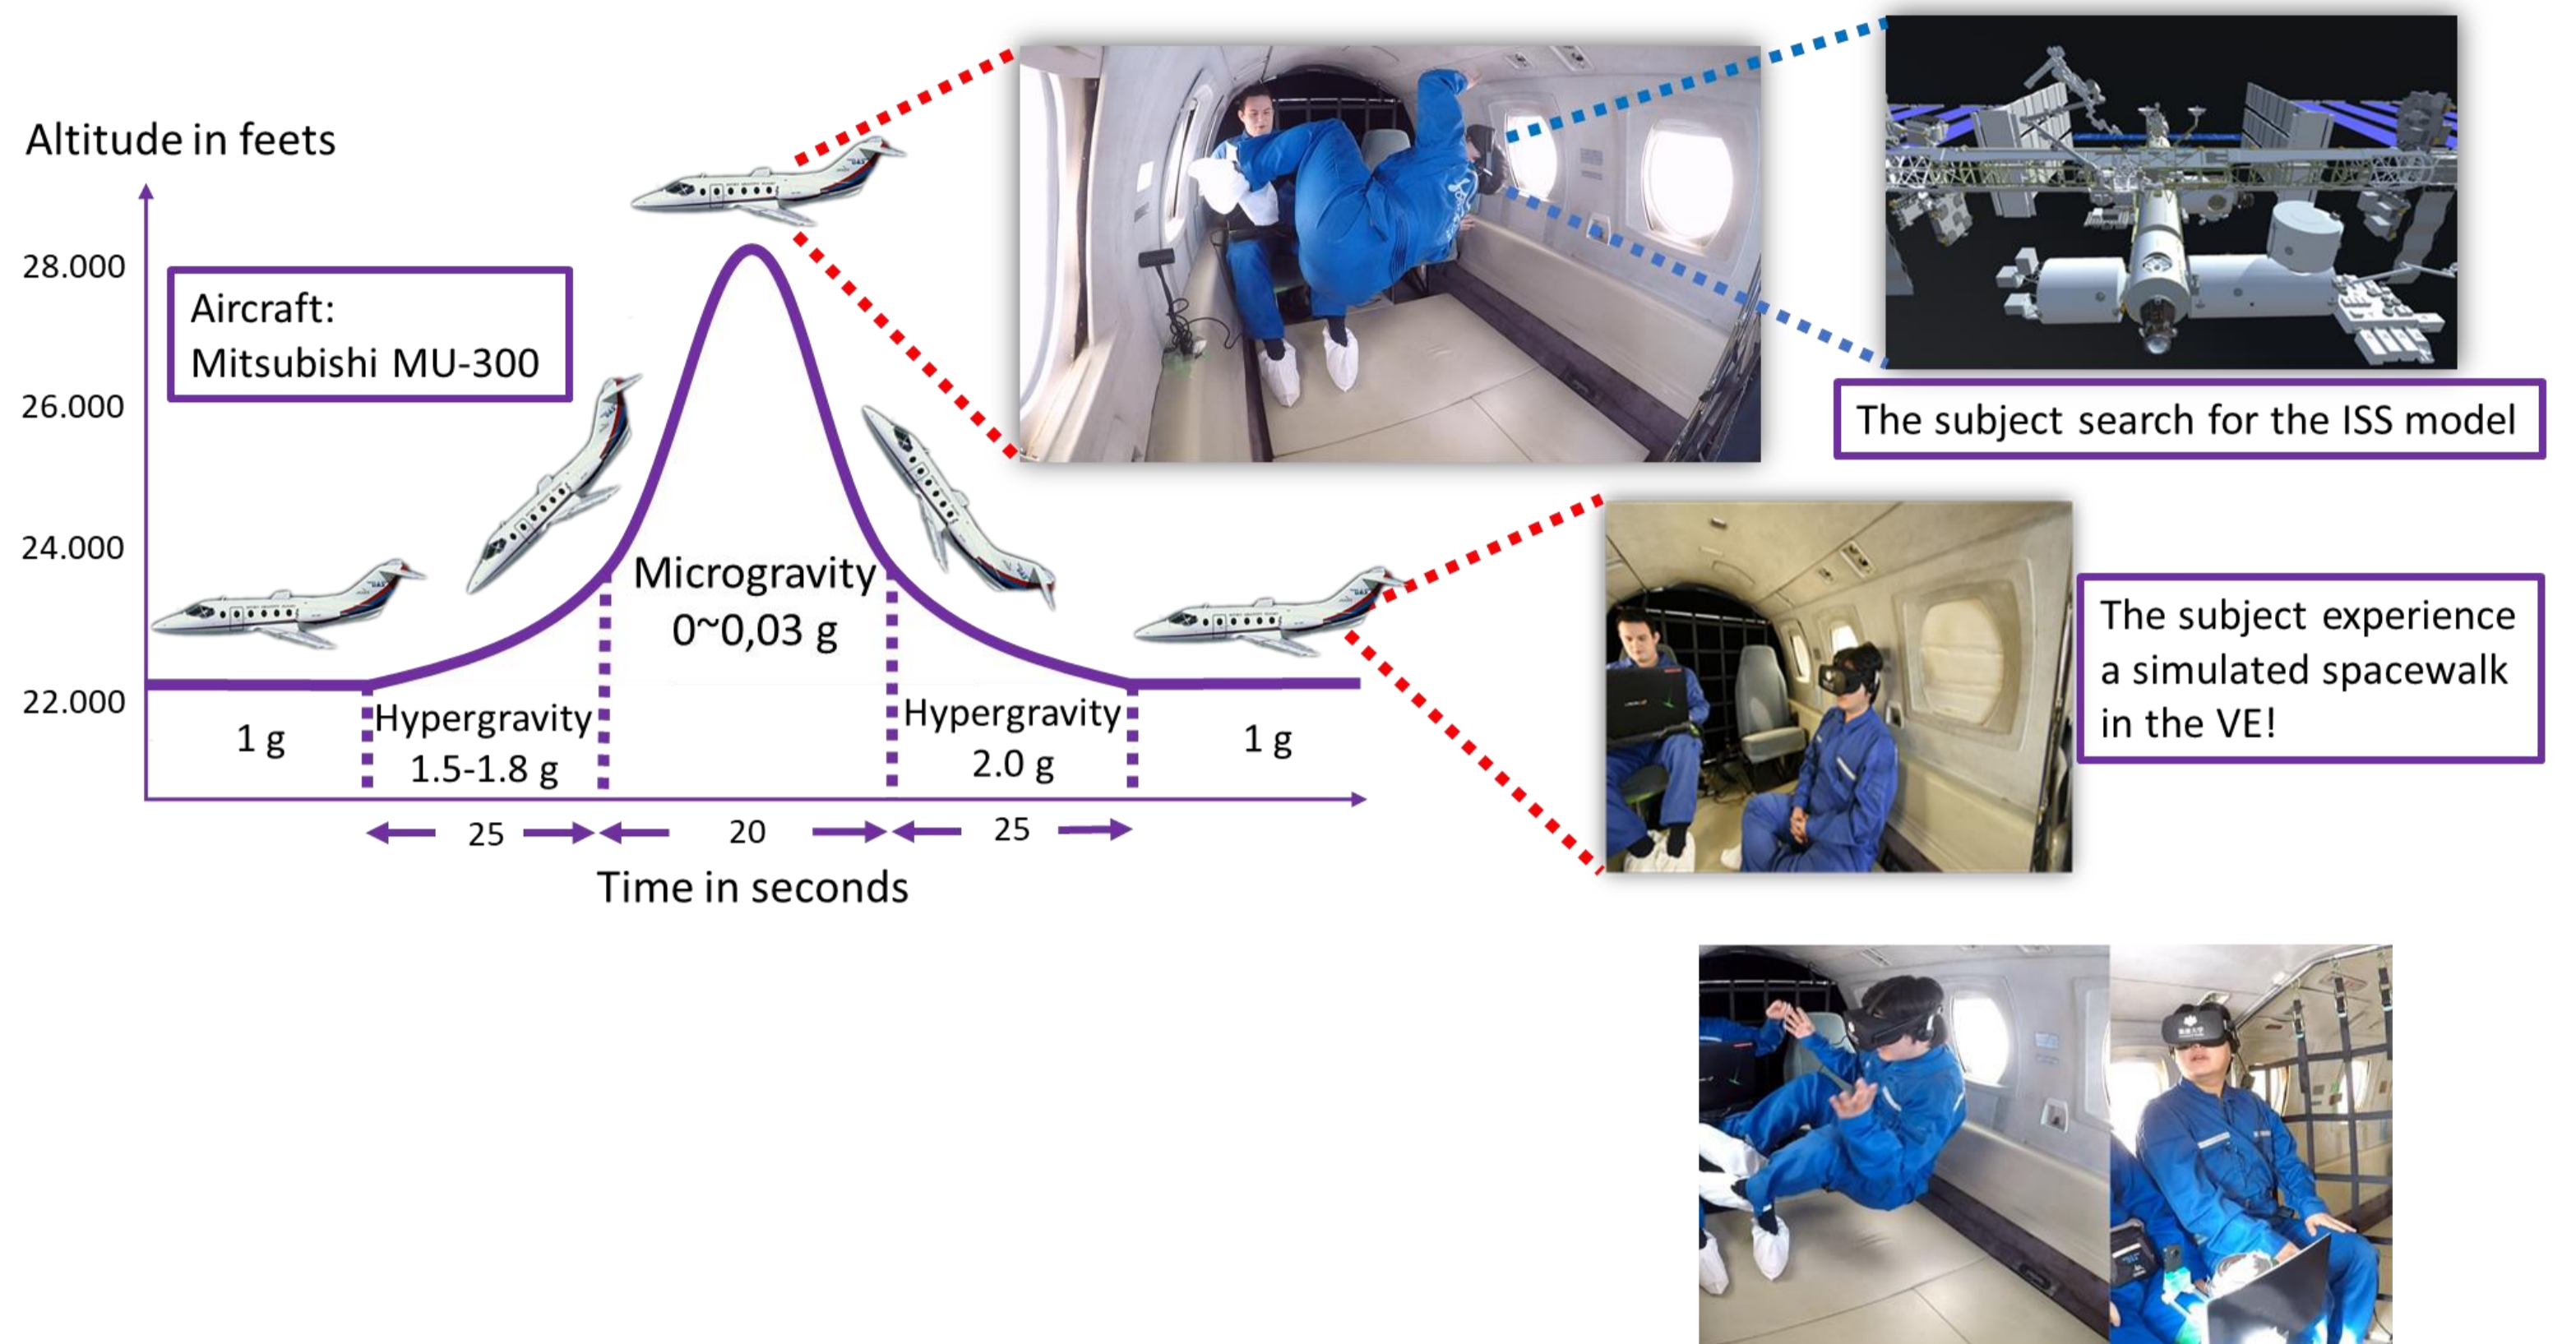 Altitude in feets
28.000
26.000
24.000
22.000
Aircraft:
Mitsubishi MU-300
Microgravity
0~0,03 g
1 g
Hypergravity
1.5-1.8 g
Hypergravity
2.0 g
1 g
25
20
25
Time in seconds
The subject search for the ISS model
The subject experience
a simulated spacewalk
in the VE!